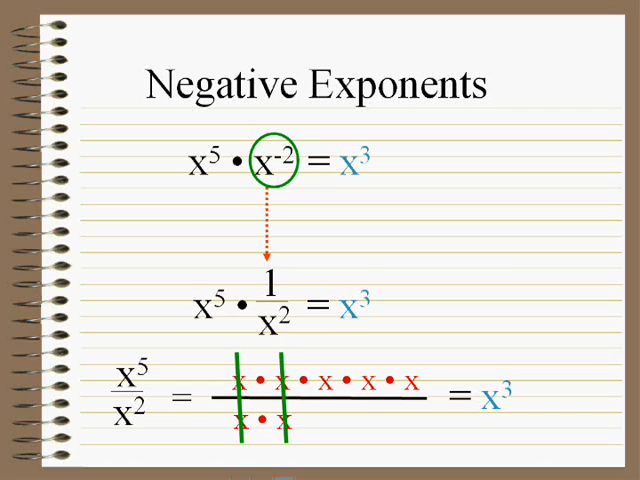 Negative Exponents
x⁵ • x⁻² = x³
x⁵ • 1/x² = x³
x⁵/x² = x • x • x • x • x / x • x = x³